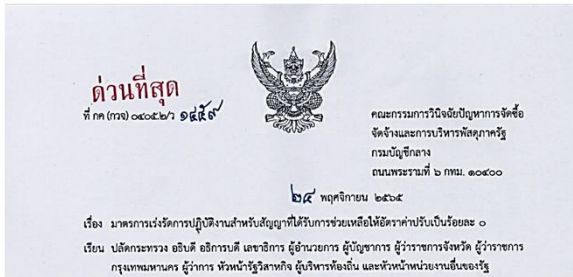 ด่วนที่สุด
ที่ กค (กวจ) ๐๔๐๕.๒/ว ๑๔๕๙
คณะกรรมการวินิจฉัยปัญหาการจัดซื้อ
จัดจ้างและการบริหารพัสดุภาครัฐ
กรมบัญชีกลาง
ถนนพระรามที่ ๖ กทม. ๑๐๔๐๐
๒๔ พฤศจิกายน ๒๕๖๕
เรื่อง มาตรการเร่งรัดการปฏิบัติงานสำหรับสัญญาที่ได้รับการช่วยเหลือให้อัตราค่าปรับเป็นร้อยละ ๐
เรียน ปลัดกระทรวง อธิบดี อธิการบดี เลขาธิการ ผู้อำนวยการ ผู้บัญชาการ ผู้ว่าราชการจังหวัด ผู้ว่าราชการ
กรุงเทพมหานคร ผู้ว่าการ หัวหน้ารัฐวิสาหกิจ ผู้บริหารท้องถิ่น และหัวหน้าหน่วยงานอื่นของรัฐ